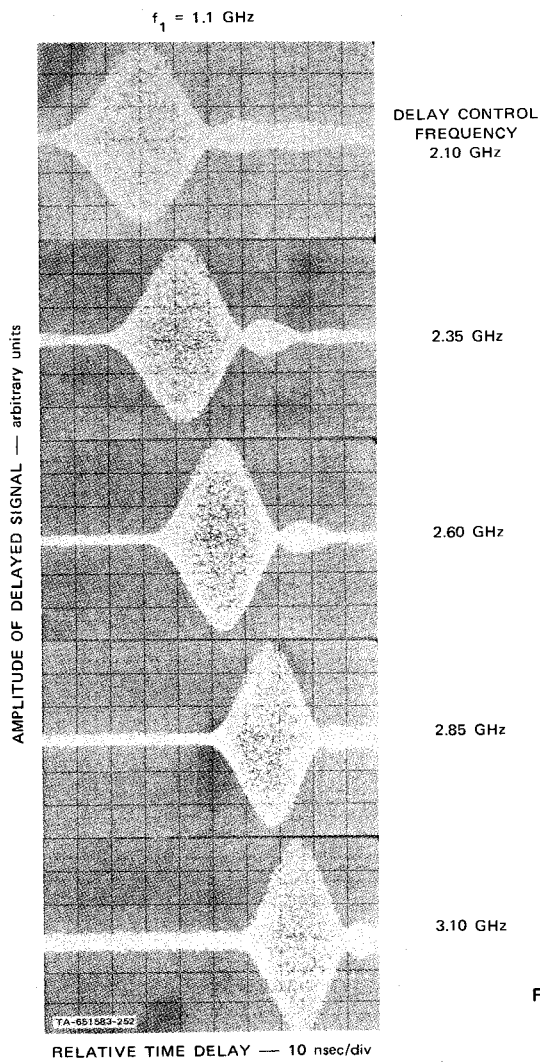 f1 = 1.1 GHz
DELAY CONTROL
FREQUENCY
2.10 GHz
2.35 GHz
2.60 GHz
2.85 GHz
3.10 GHz
AMPLITUDE OF DELAYED SIGNAL — arbitrary units
TA-651583-252
F
RELATIVE TIME DELAY — 10 nsec/div